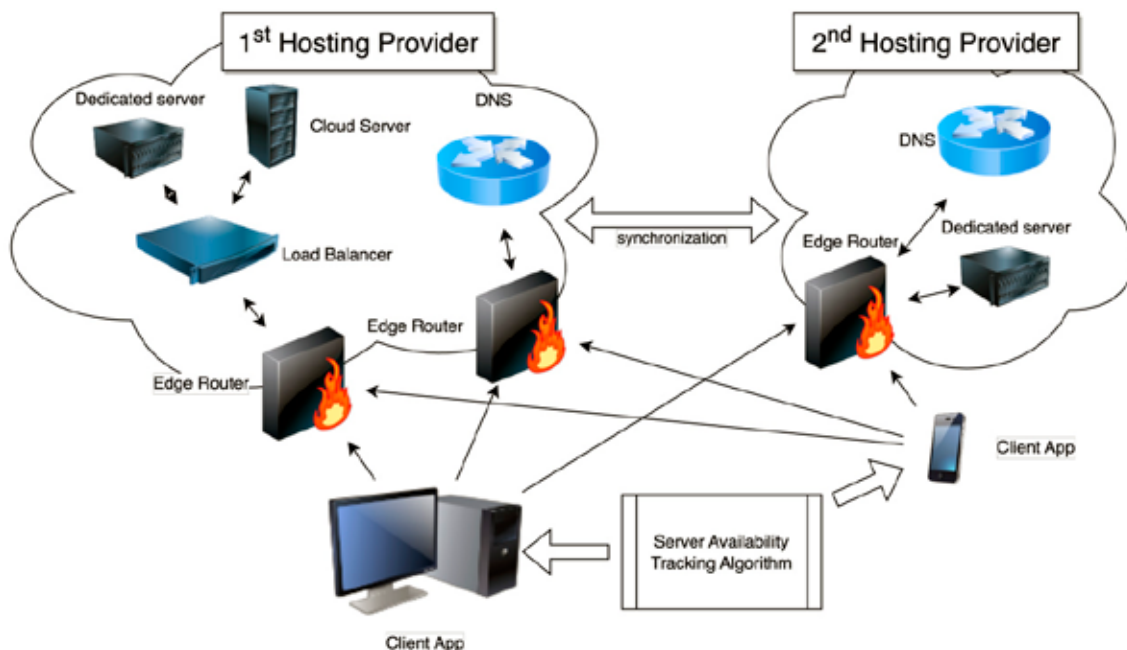 1st Hosting Provider
2nd Hosting Provider
Dedicated server
Cloud Server
DNS
Load Balancer
Edge Router
Edge Router
synchronization
DNS
Edge Router
Dedicated server
Client App
Server Availability
Tracking Algorithm
Client App